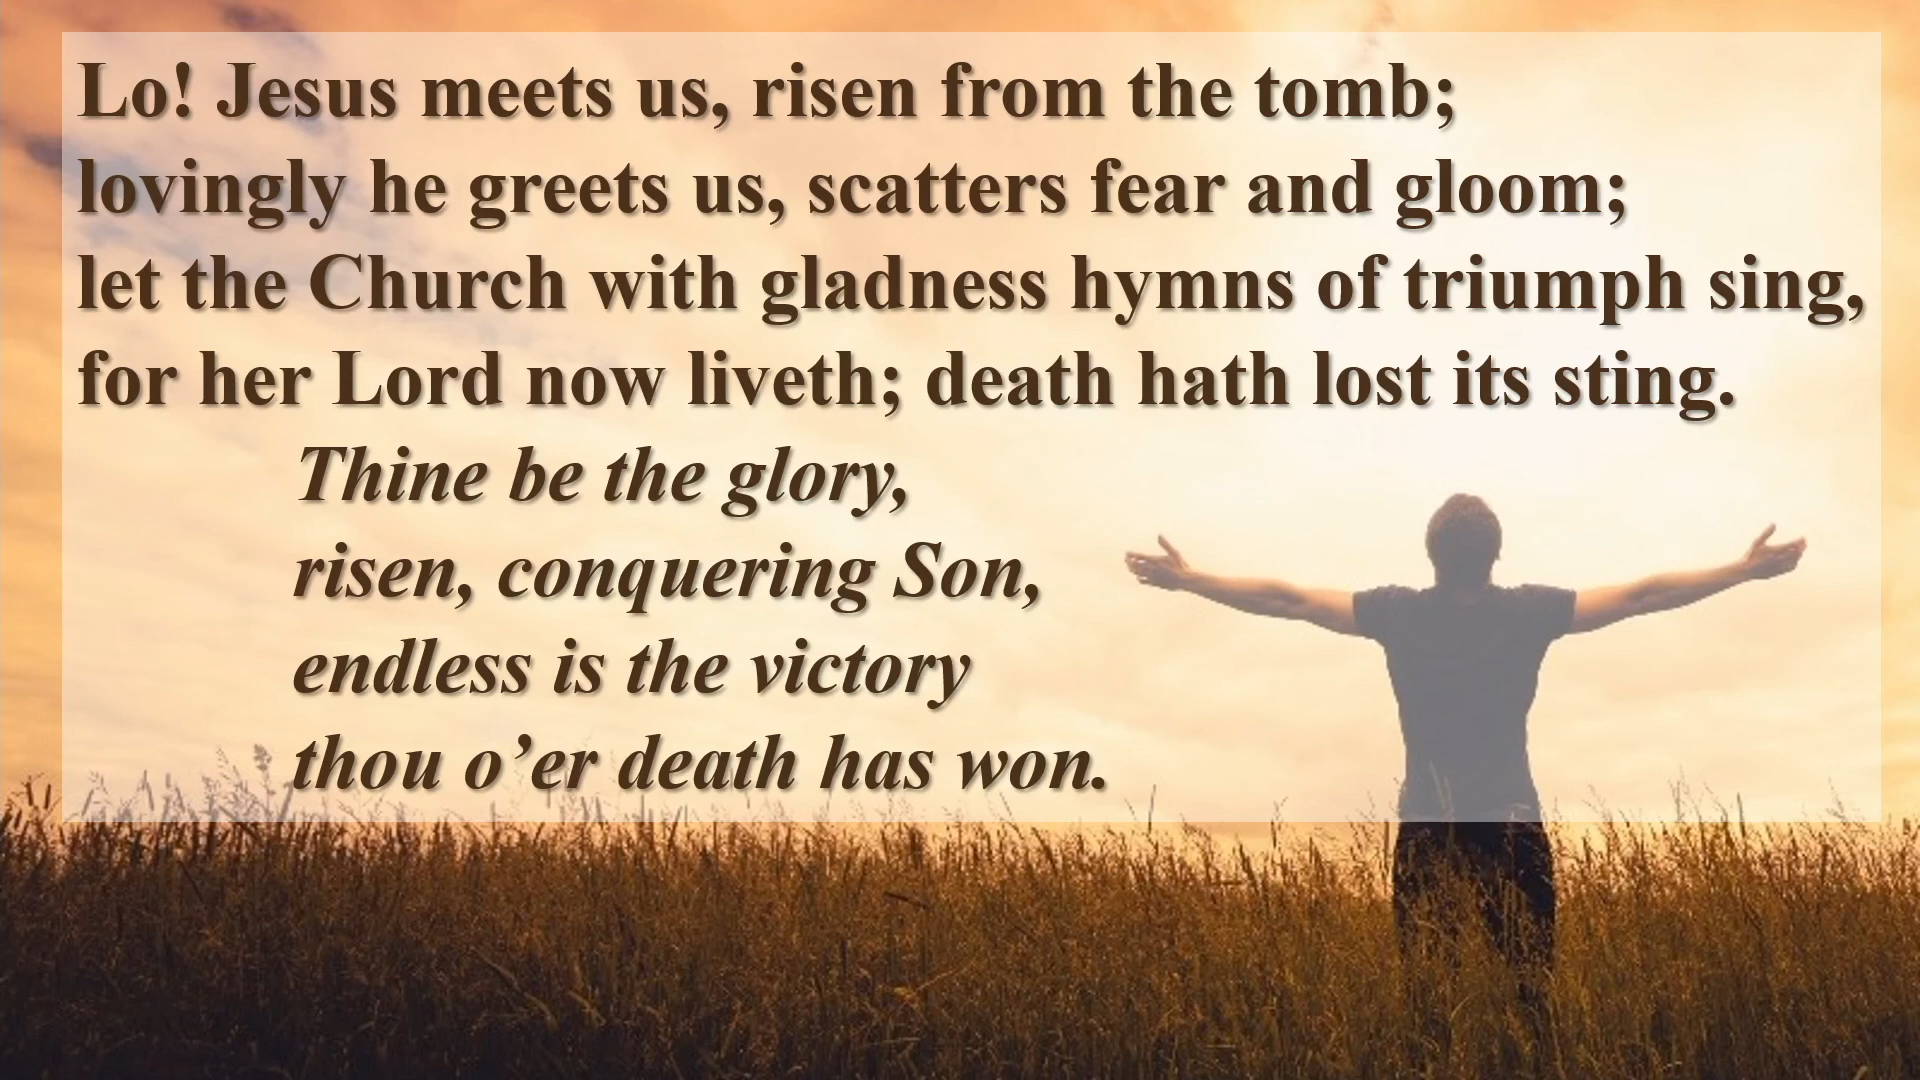 Lo! Jesus meets us, risen from the tomb;
lovingly he greets us, scatters fear and gloom;
let the Church with gladness hymns of triumph sing,
for her Lord now liveth; death hath lost its sting.
Thine be the glory,
risen, conquering Son,
endless is the victory
thou o’er death has won.